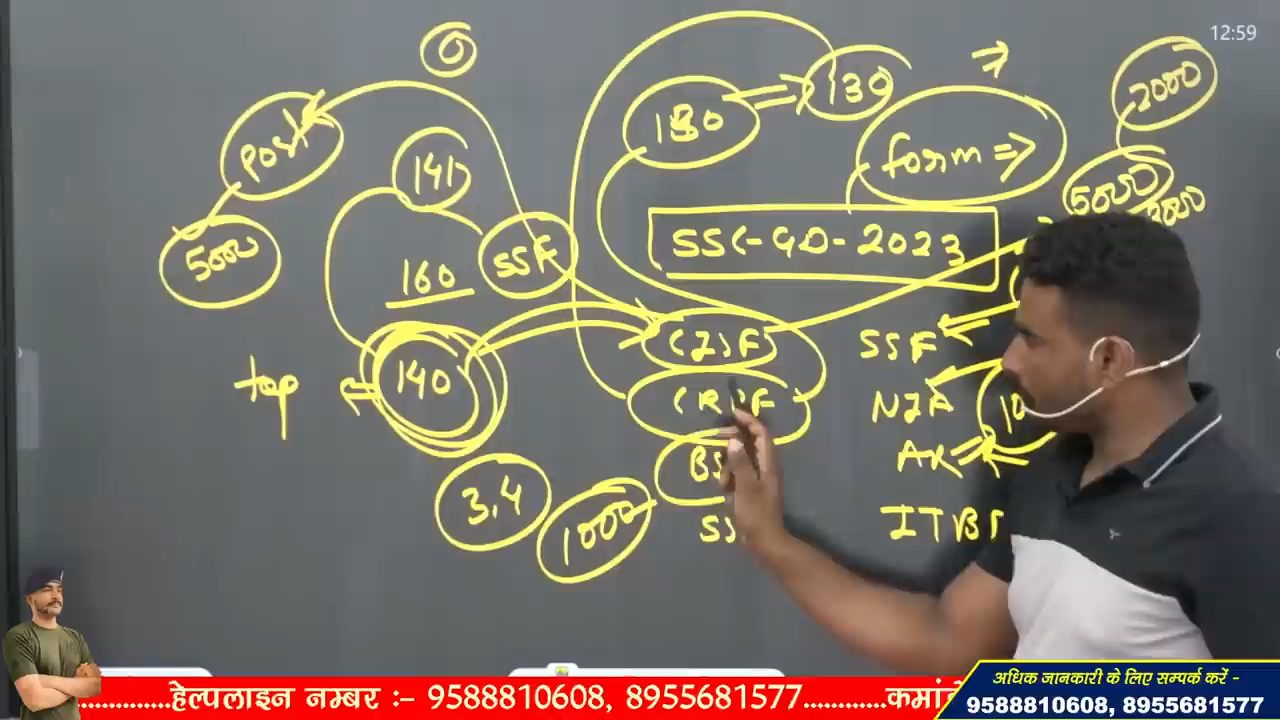 12:59
0
130
2000
180
form ⇒
post
141
5000
5000
SSC-GD-2023
SSF
160
CISF
SSF
140
top
CRPF
NIA
AR
3,4
1000
ITB
हेल्पलाइन नम्बर :- 9588810608, 8955681577
अधिक जानकारी के लिए सम्पर्क करें -
9588810608, 8955681577